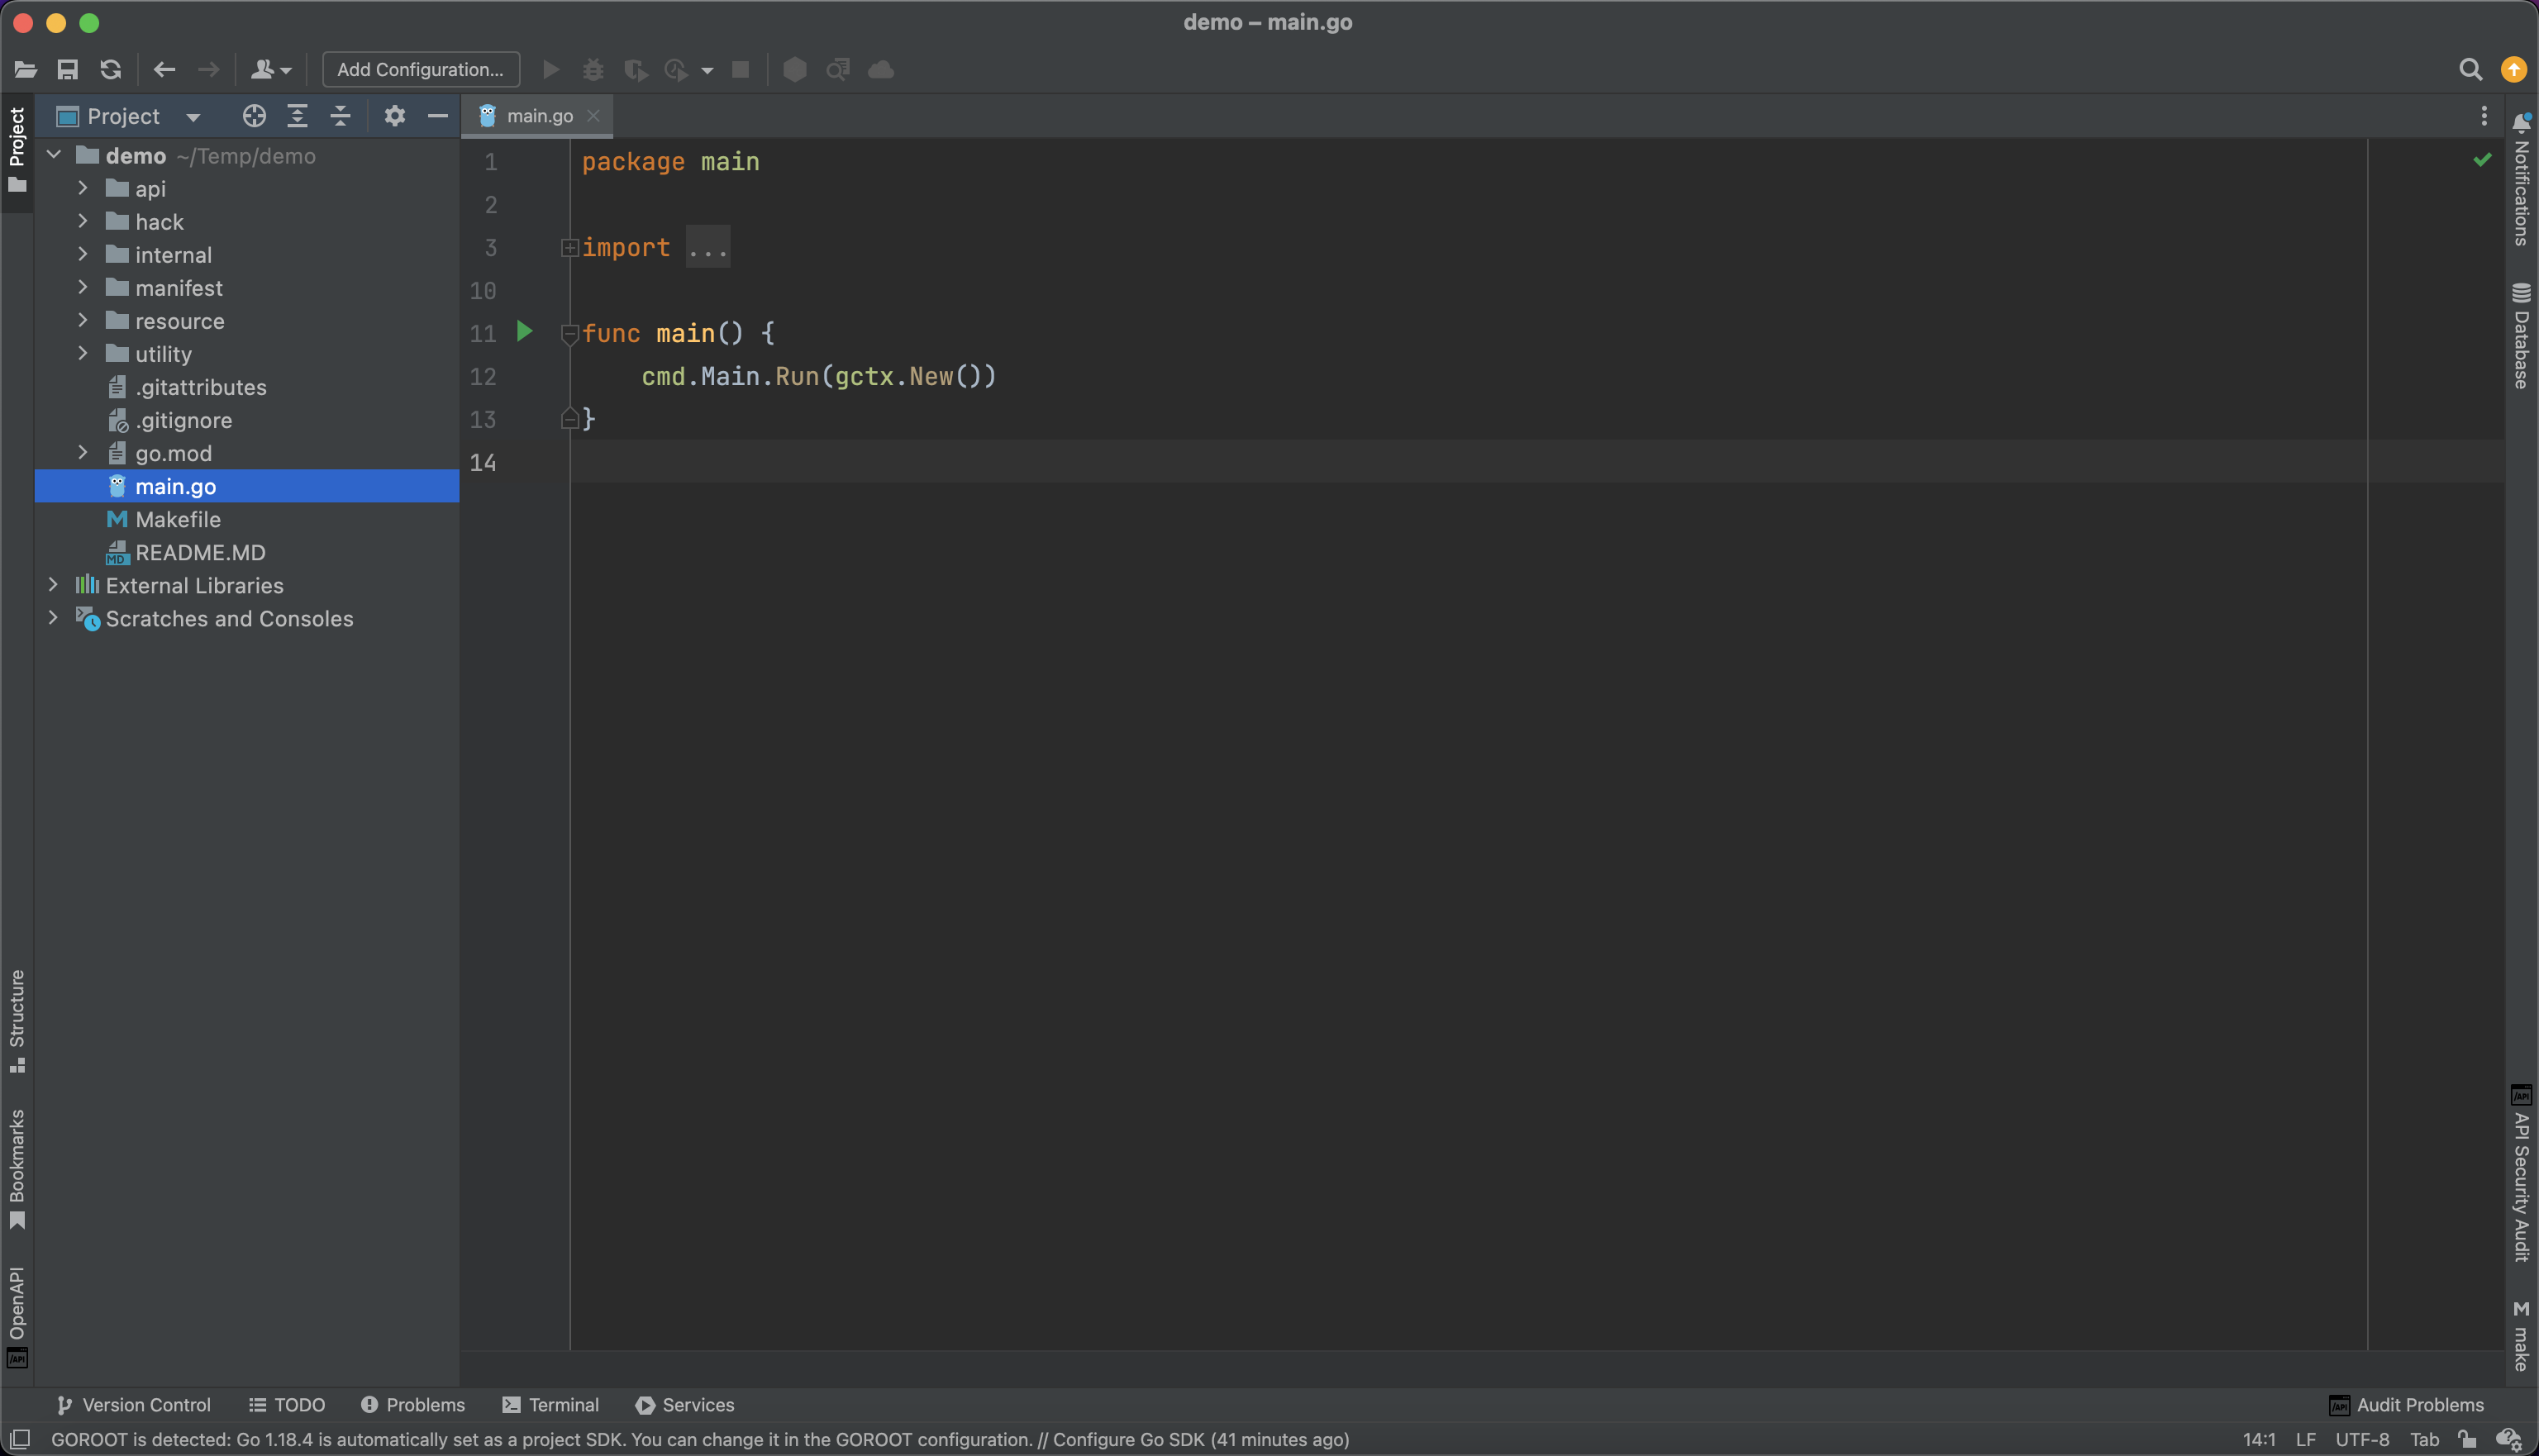 demo – main.go
Add Configuration...
Project
main.go
Project
demo ~/Temp/demo
api
hack
internal
manifest
resource
utility
.gitattributes
.gitignore
go.mod
main.go
Makefile
MD README.MD
External Libraries
Scratches and Consoles
1 package main
2
3 import ...
10
11 func main() {
12 cmd.Main.Run(gctx.New())
13 }
14
Notifications
Database
Structure
Bookmarks
OpenAPI
/API
/API
API Security Audit
M make
Version Control
TODO
Problems
Terminal
Services
/API Audit Problems
GOROOT is detected: Go 1.18.4 is automatically set as a project SDK. You can change it in the GOROOT configuration. // Configure Go SDK (41 minutes ago)
14:1 LF UTF-8 Tab